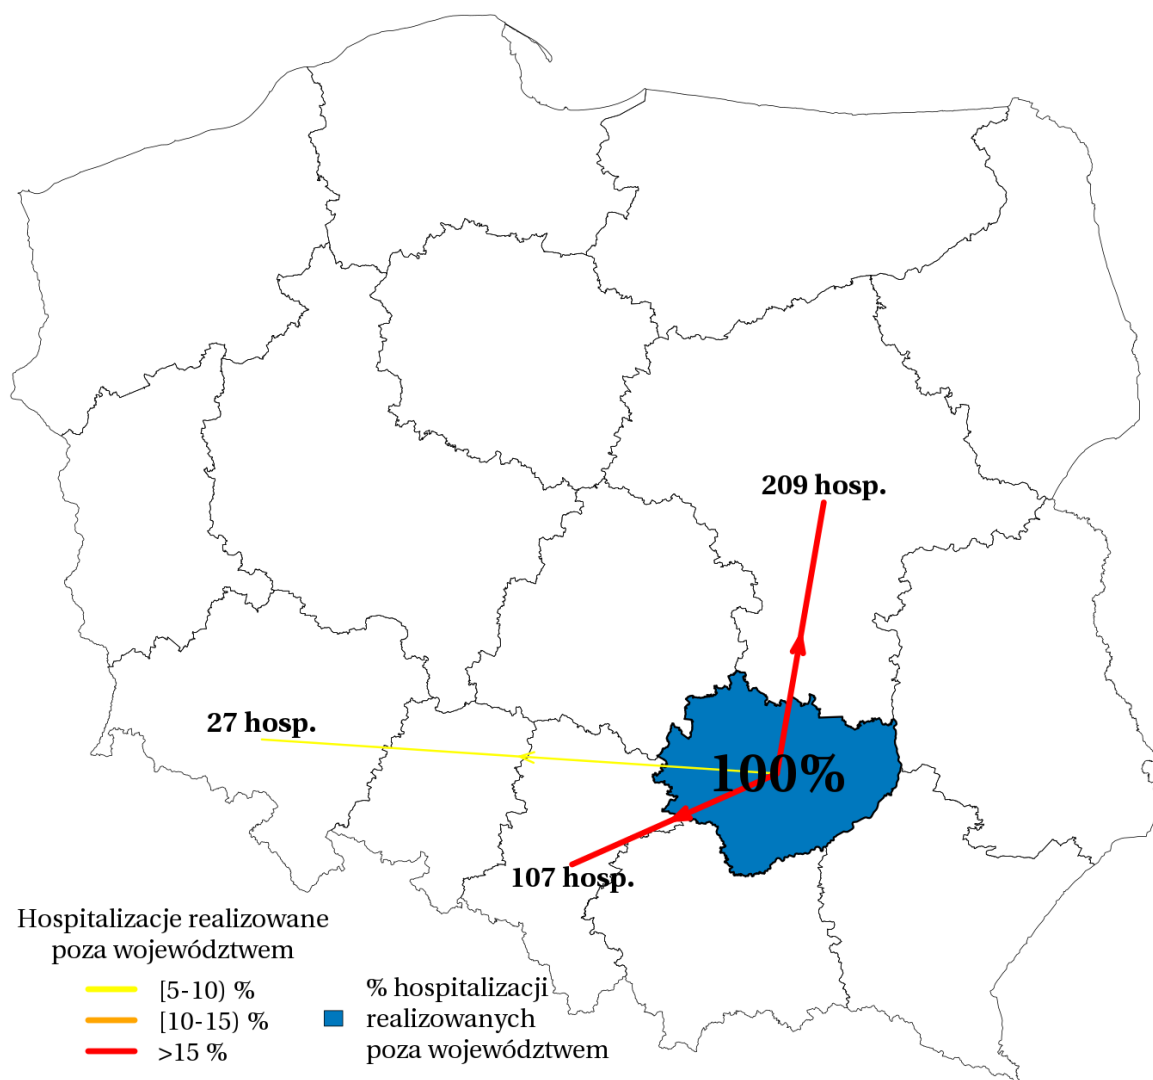 209 hosp.
27 hosp.
100%
107 hosp.
Hospitalizacje realizowane
poza województwem
[5-10) %
[10-15) %
>15 %
% hospitalizacji
realizowanych
poza województwem